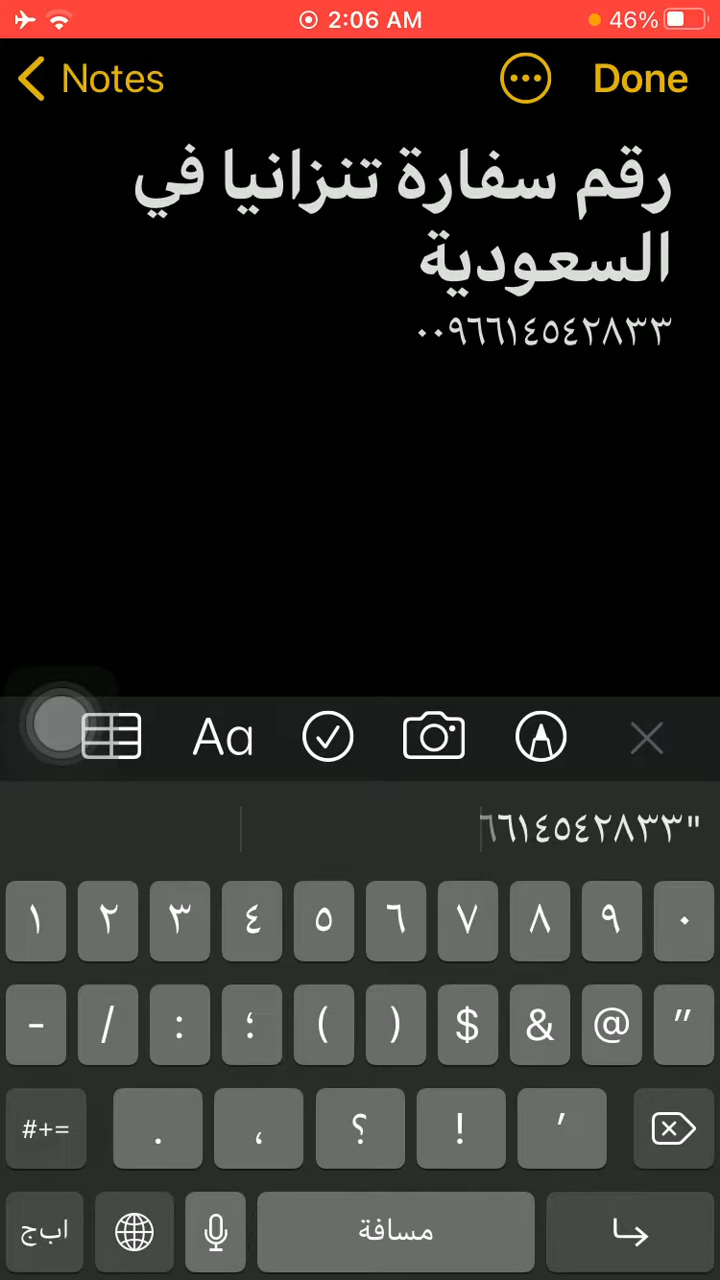 2:06 AM
46%
Notes
Done
رقم سفارة تنزانيا في
السعودية
٠٠٩٦٦١٤٥٤٢٨٣٣
Aa
٦٦١٤٥٤٢٨٣٣"
١ ٢ ٣ ٤ ٥ ٦ ٧ ٨ ٩ ٠
- / : ؛ ( ) $ & @ ”
#+= . ، ؟ ! ’
اب‌ج مسافة